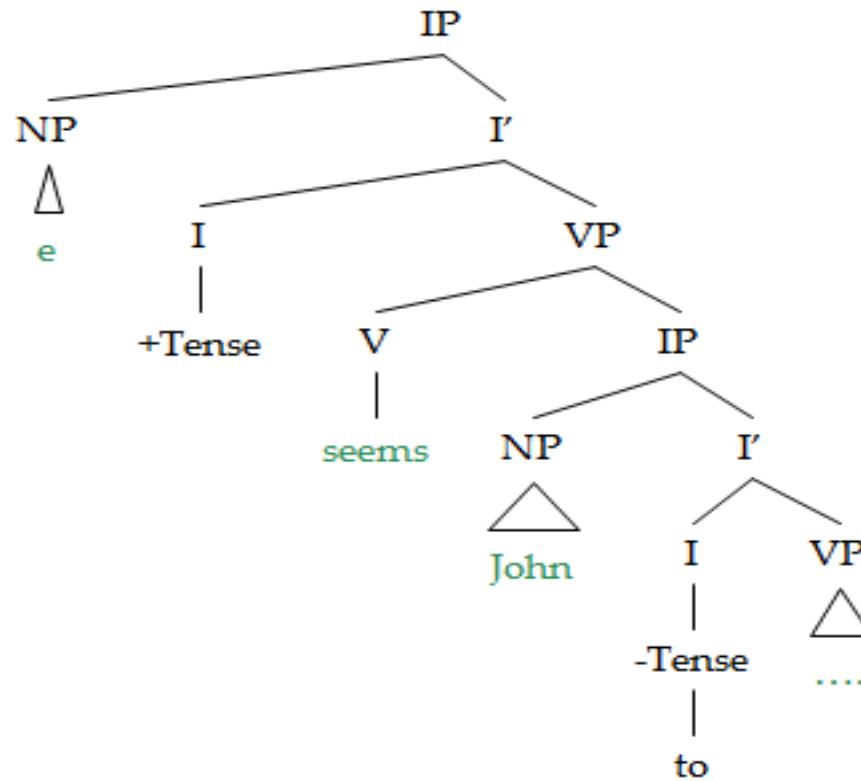 IP
NP I′
I VP
e
+Tense V IP
seems NP I′
John I VP
-Tense ....
to